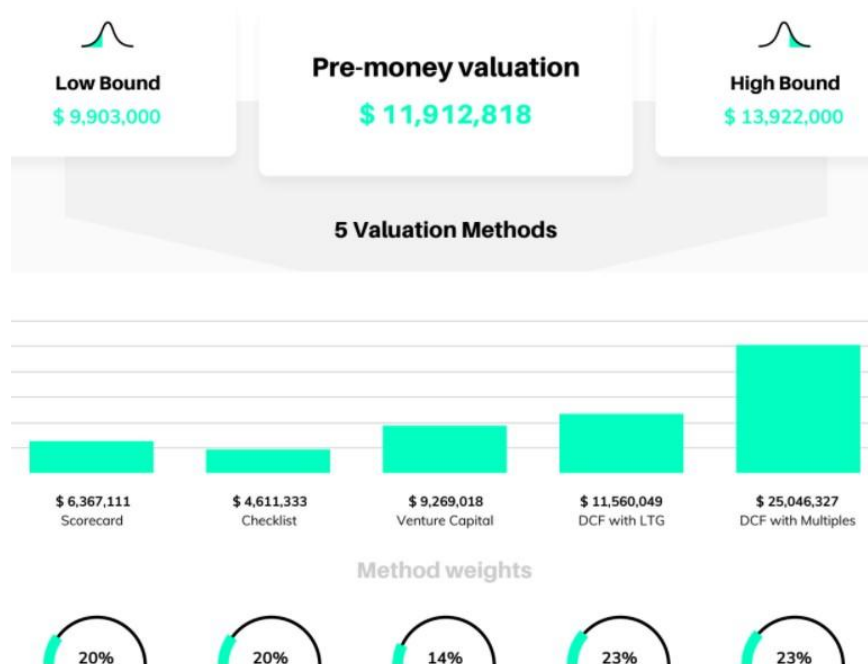 Low Bound
$ 9,903,000
Pre-money valuation
$ 11,912,818
High Bound
$ 13,922,000
5 Valuation Methods
$ 6,367,111
Scorecard
$ 4,611,333
Checklist
$ 9,269,018
Venture Capital
$ 11,560,049
DCF with LTG
$ 25,046,327
DCF with Multiples
Method weights
20%
20%
14%
23%
23%